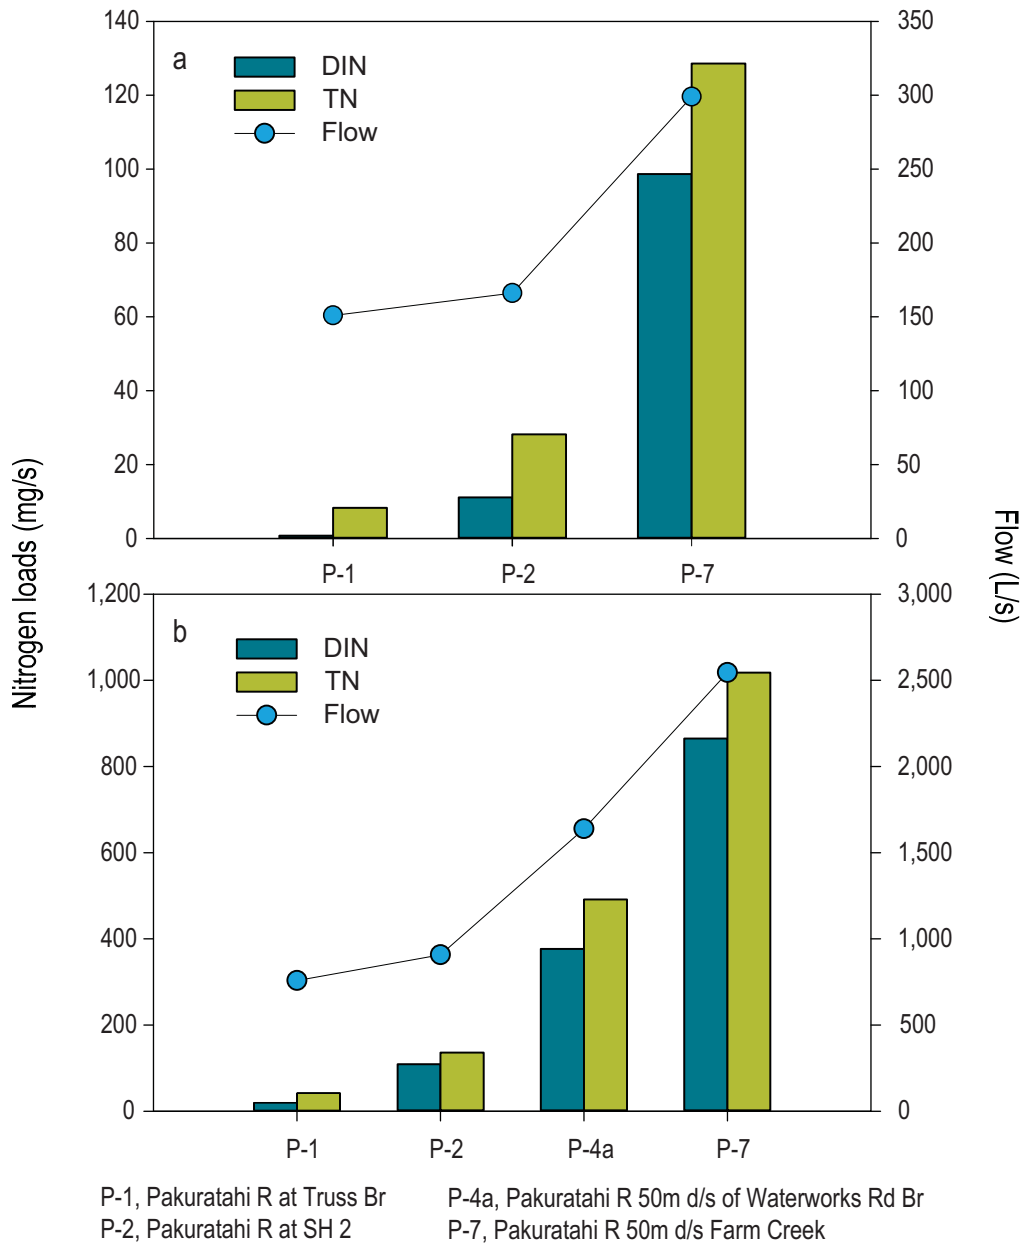 140
120
100
80
60
40
20
0
a
DIN
TN
Flow
350
300
250
200
150
100
50
0
P-1 P-2 P-7
Nitrogen loads (mg/s)
Flow (L/s)
1,200
1,000
800
600
400
200
0
b
DIN
TN
Flow
3,000
2,500
2,000
1,500
1,000
500
0
P-1 P-2 P-4a P-7
P-1, Pakuratahi R at Truss Br
P-2, Pakuratahi R at SH 2
P-4a, Pakuratahi R 50m d/s of Waterworks Rd Br
P-7, Pakuratahi R 50m d/s Farm Creek